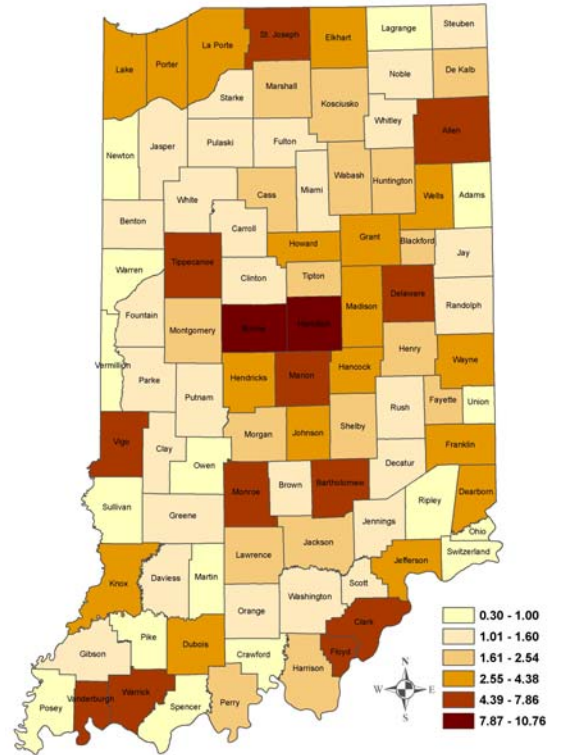 Steuben
Lagrange
St. Joseph
Elkhart
La Porte
Porter
Lake
Noble
De Kalb
Marshall
Starke
Kosciusko
Whitley
Allen
Jasper
Pulaski
Fulton
Newton
Wabash
Huntington
Miami
Wells
Adams
White
Cass
Benton
Carroll
Grant
Blackford
Howard
Jay
Tippecanoe
Warren
Clinton
Tipton
Delaware
Randolph
Madison
Fountain
Boone
Hamilton
Montgomery
Henry
Vermillion
Wayne
Parke
Hendricks
Marion
Hancock
Putnam
Rush
Fayette
Union
Shelby
Morgan
Johnson
Franklin
Vigo
Clay
Owen
Decatur
Monroe
Brown
Bartholomew
Dearborn
Ripley
Sullivan
Greene
Jennings
Ohio
Switzerland
Jackson
Lawrence
Jefferson
Knox
Daviess
Martin
Scott
Washington
Orange
Clark
Pike
Dubois
Gibson
Floyd
Crawford
Harrison
Warrick
Vanderburgh
Perry
Spencer
Posey
0.30 - 1.00
1.01 - 1.60
1.61 - 2.54
2.55 - 4.38
4.39 - 7.86
7.87 - 10.76
N
W E
S